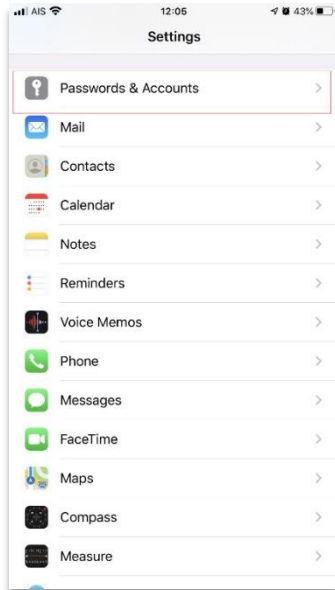 AIS 12:05 43%
Settings
Passwords & Accounts
Mail
Contacts
Calendar
Notes
Reminders
Voice Memos
Phone
Messages
FaceTime
Maps
Compass
Measure